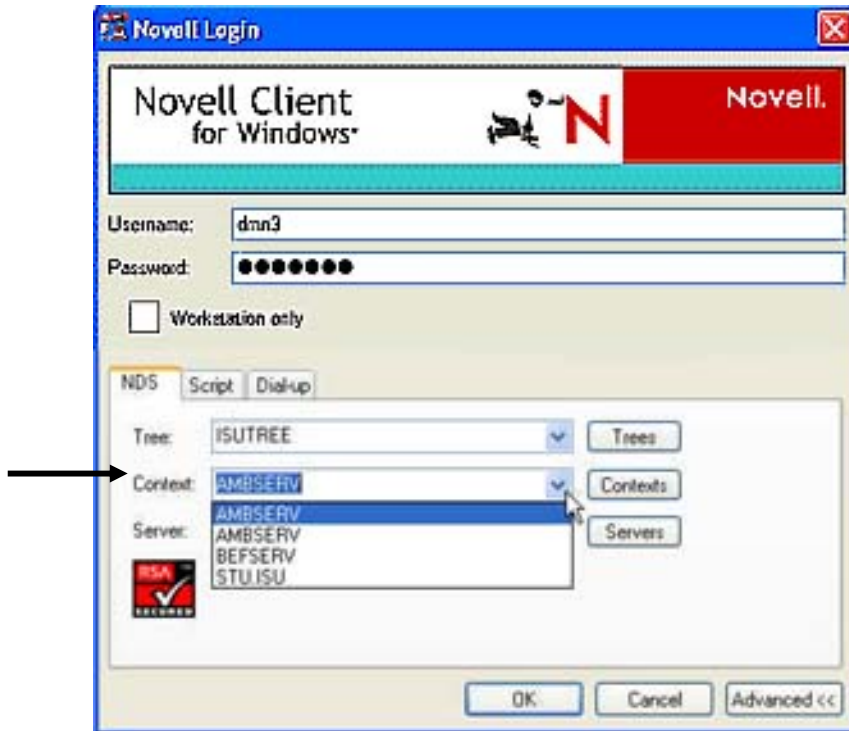 Novell Login
Novell Client
for Windows
N
Novell.
Username: dmn3
Password: ●●●●●●●
Workstation only
NDS Script Dial-up
Tree: ISUTREE Trees
Context: AMBSERV Contexts
AMBSERV
Server: AMBSERV Servers
BEFSERV
STU.ISU
RSA
SECURED
OK Cancel Advanced <<